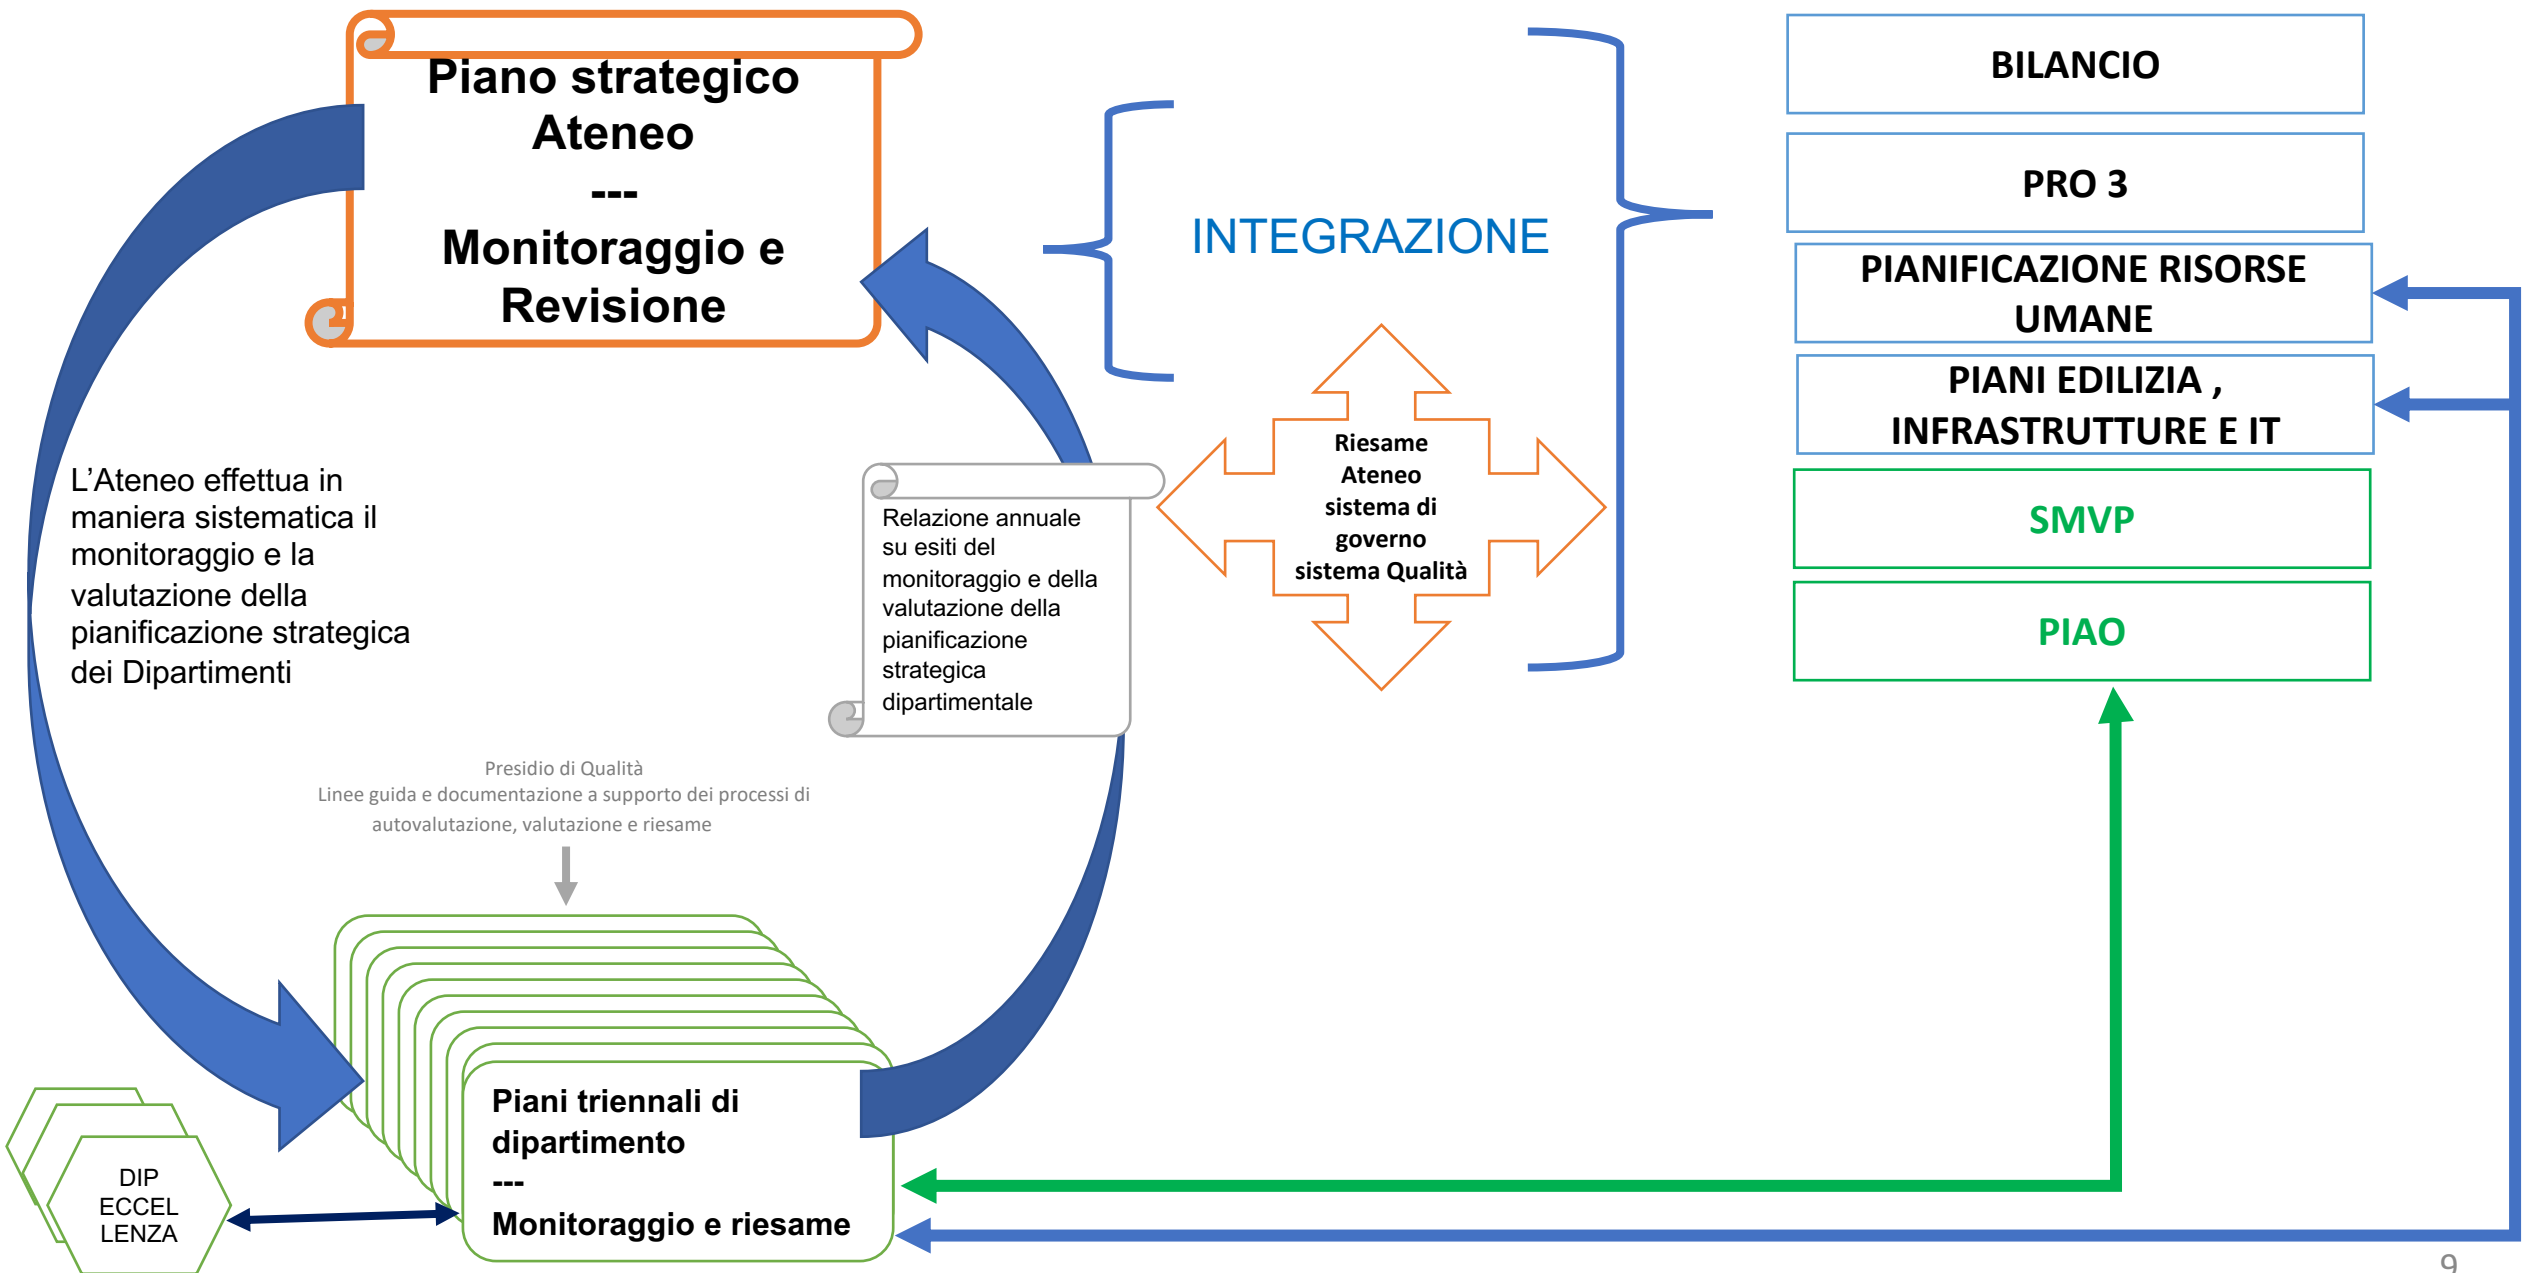 Piano strategico
Ateneo
---
Monitoraggio e
Revisione
INTEGRAZIONE
BILANCIO
PRO 3
PIANIFICAZIONE RISORSE
UMANE
PIANI EDILIZIA ,
INFRASTRUTTURE E IT
SMVP
PIAO
L’Ateneo effettua in
maniera sistematica il
monitoraggio e la
valutazione della
pianificazione strategica
dei Dipartimenti
Relazione annuale
su esiti del
monitoraggio e della
valutazione della
pianificazione
strategica
dipartimentale
Riesame
Ateneo
sistema di
governo
sistema Qualità
Presidio di Qualità
Linee guida e documentazione a supporto dei processi di
autovalutazione, valutazione e riesame
Piani triennali di
dipartimento
---
Monitoraggio e riesame
DIP
ECCEL
LENZA
9